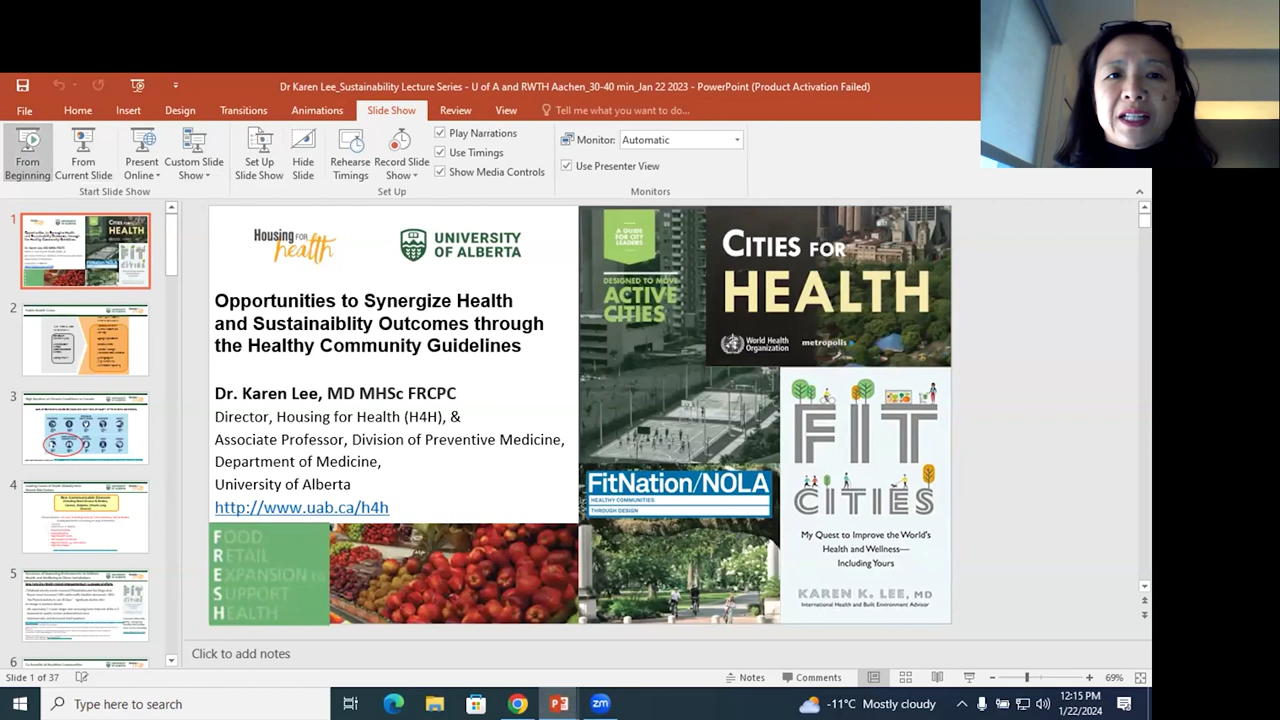 Dr Karen Lee_Sustainability Lecture Series - U of A and RWTH Aachen_30-40 min_Jan 22 2023 - PowerPoint (Product Activation Failed)
File Home Insert Design Transitions Animations Slide Show Review View Tell me what you want to do...
From Beginning
From Current Slide
Present Online
Custom Slide Show
Start Slide Show
Set Up Slide Show
Hide Slide
Rehearse Timings
Record Slide Show
Play Narrations
Use Timings
Show Media Controls
Set Up
Monitor: Automatic
Use Presenter View
Monitors
1
2
3
4
5
6
Housing for health
UNIVERSITY OF ALBERTA
Opportunities to Synergize Health
and Sustainaiblity Outcomes through
the Healthy Community Guidelines
Dr. Karen Lee, MD MHSc FRCPC
Director, Housing for Health (H4H), &
Associate Professor, Division of Preventive Medicine,
Department of Medicine,
University of Alberta
http://www.uab.ca/h4h
FOOD
RETAIL
EXPANSION TO
SUPPORT
HEALTH
A GUIDE
FOR CITY
LEADERS
DESIGNED TO MOVE
ACTIVE
CITIES
CITIES FOR
HEALTH
World Health
Organization
metropolis
FitNation/NOLA
HEALTHY COMMUNITIES
THROUGH DESIGN
FIT
CITIES
My Quest to Improve the World's
Health and Wellness—
Including Yours
KAREN K. LEE, MD
International Health and Built Environment Advisor
Click to add notes
Slide 1 of 37
Notes
Comments
69%
Type here to search
-11°C Mostly cloudy
12:15 PM
1/22/2024